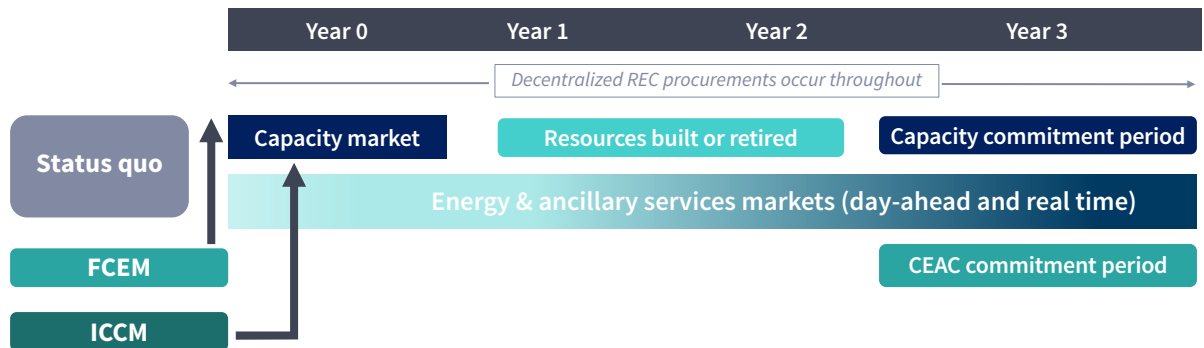 Year 0 Year 1 Year 2 Year 3
Decentralized REC procurements occur throughout
Status quo
Capacity market
Resources built or retired
Capacity commitment period
Energy & ancillary services markets (day-ahead and real time)
FCEM
CEAC commitment period
ICCM